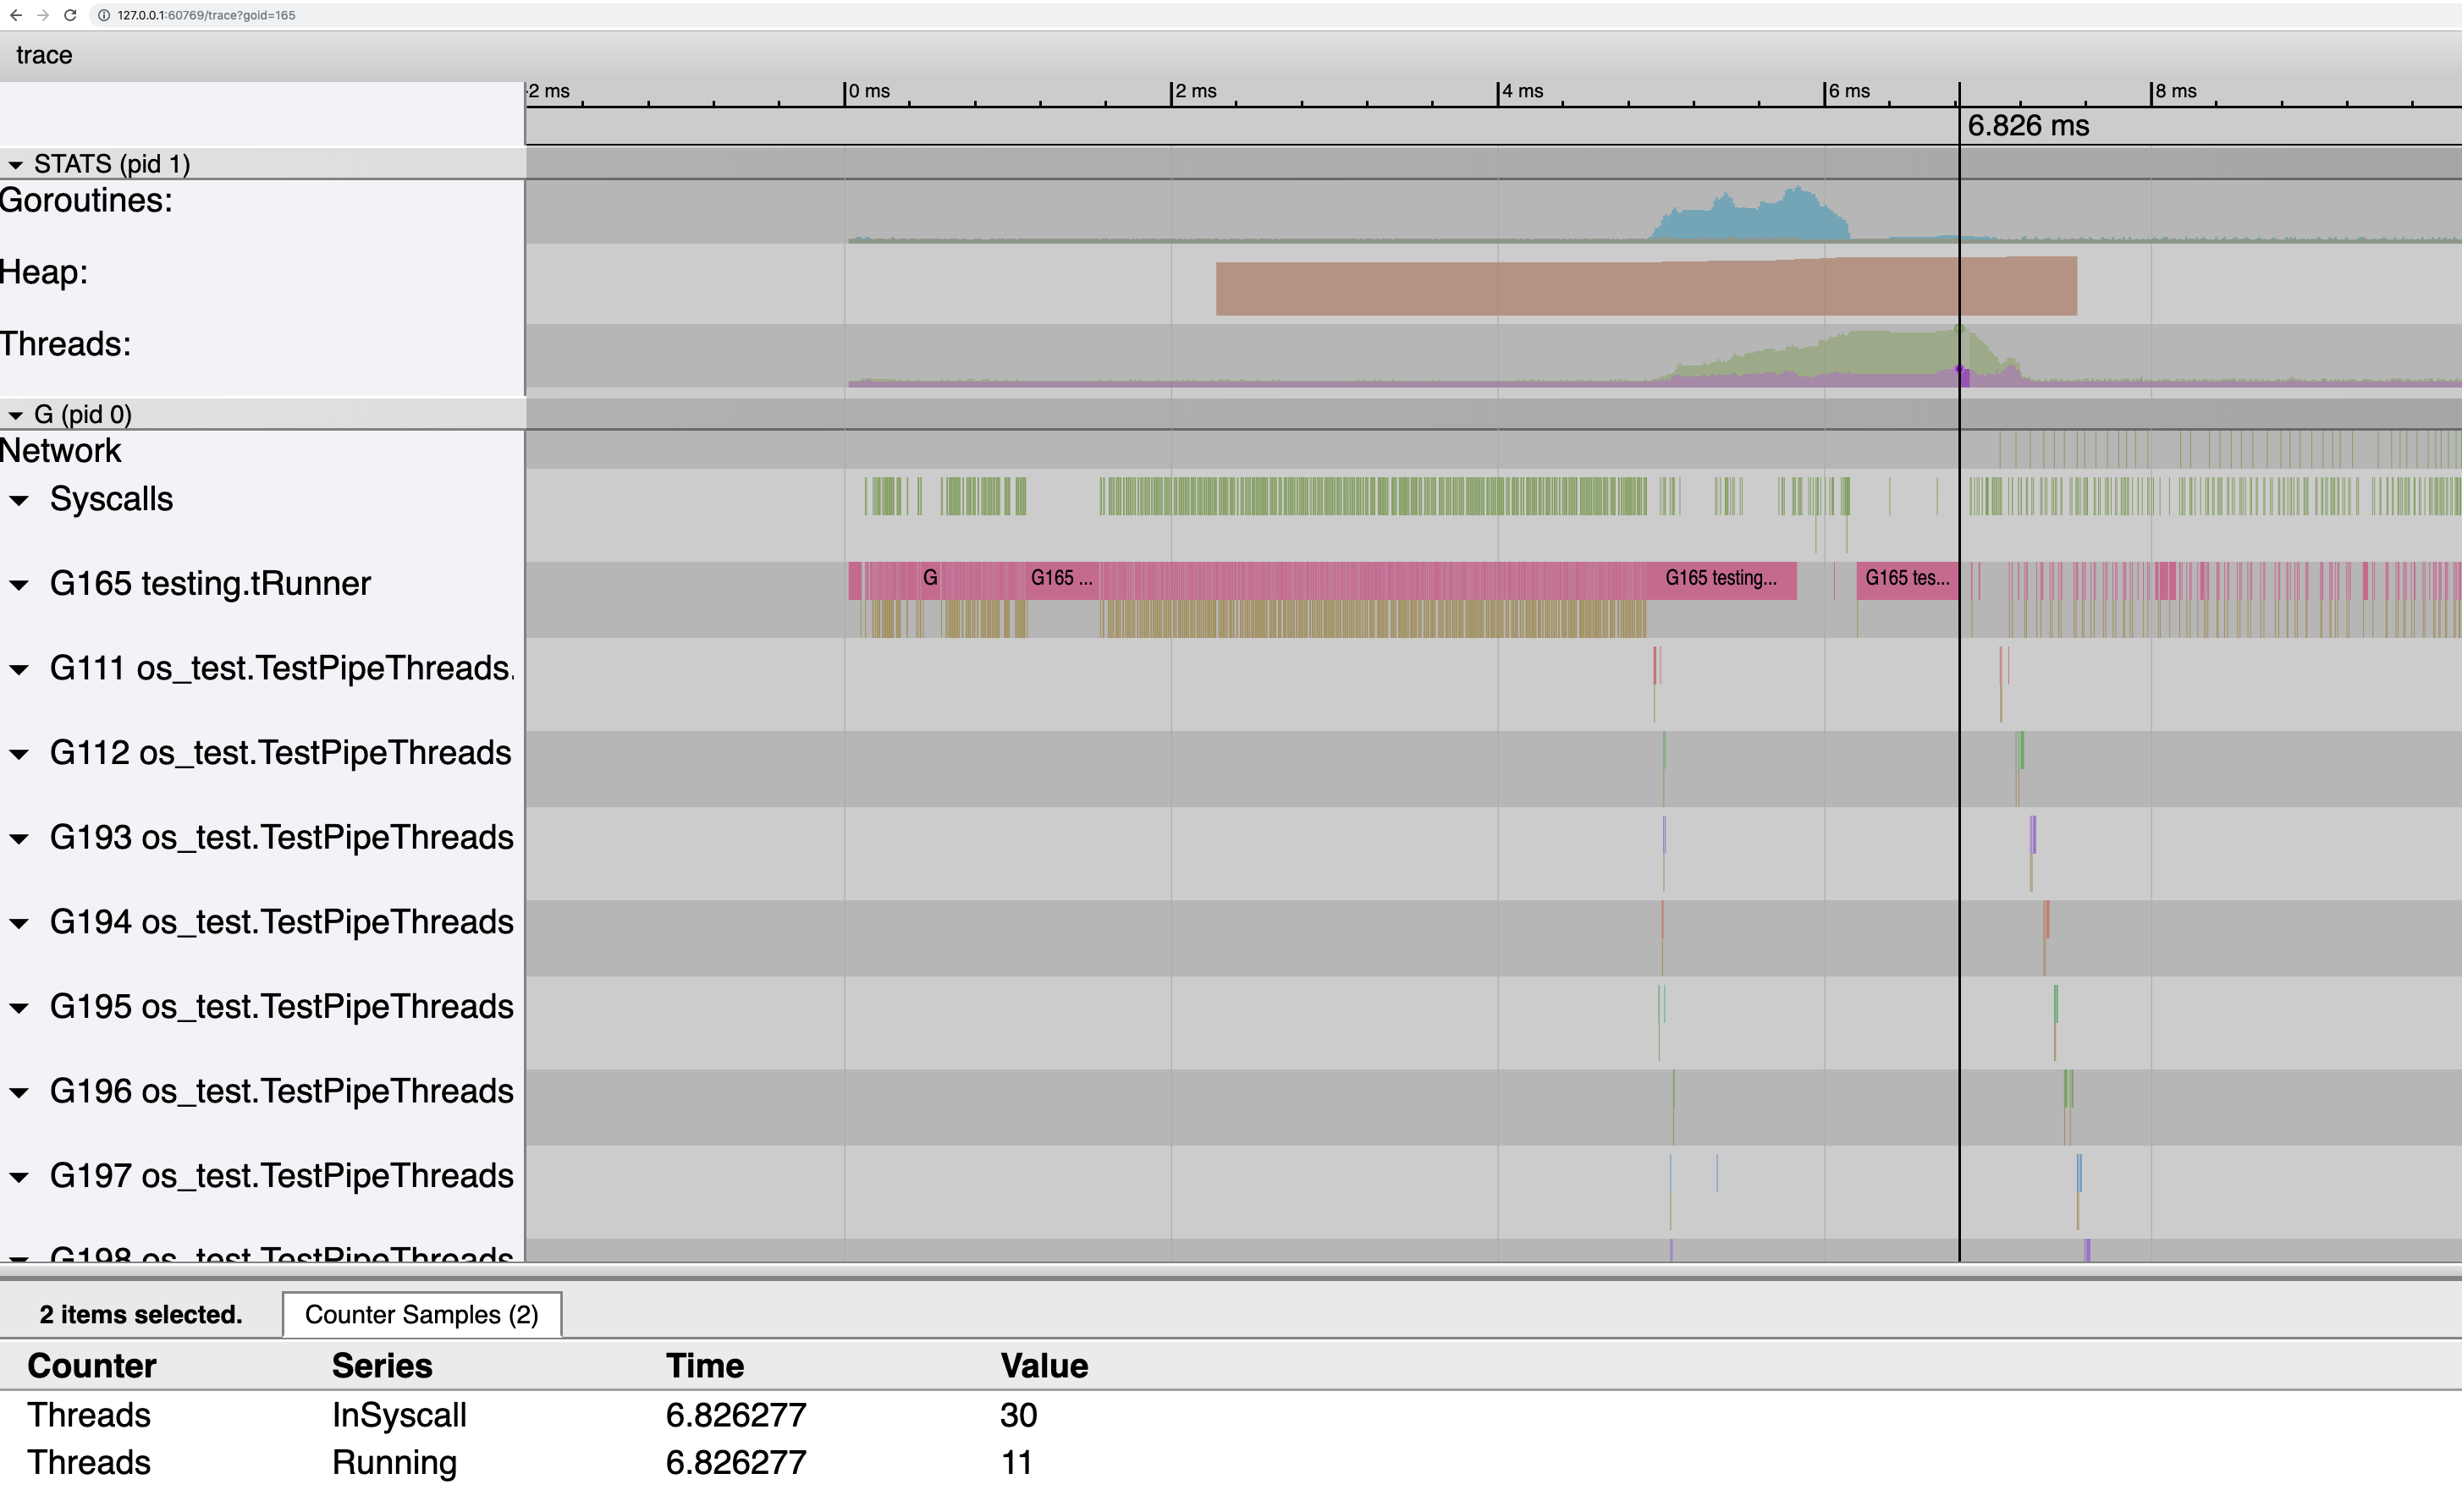 127.0.0.1:60769/trace?goid=165
trace
-2 ms 0 ms 2 ms 4 ms 6 ms 8 ms
6.826 ms
STATS (pid 1)
Goroutines:
Heap:
Threads:
G (pid 0)
Network
Syscalls
G165 testing.tRunner G G165 ... G165 testing... G165 tes...
G111 os_test.TestPipeThreads.
G112 os_test.TestPipeThreads
G193 os_test.TestPipeThreads
G194 os_test.TestPipeThreads
G195 os_test.TestPipeThreads
G196 os_test.TestPipeThreads
G197 os_test.TestPipeThreads
G198 os_test.TestPipeThreads
2 items selected. Counter Samples (2)
Counter Series Time Value
Threads InSyscall 6.826277 30
Threads Running 6.826277 11